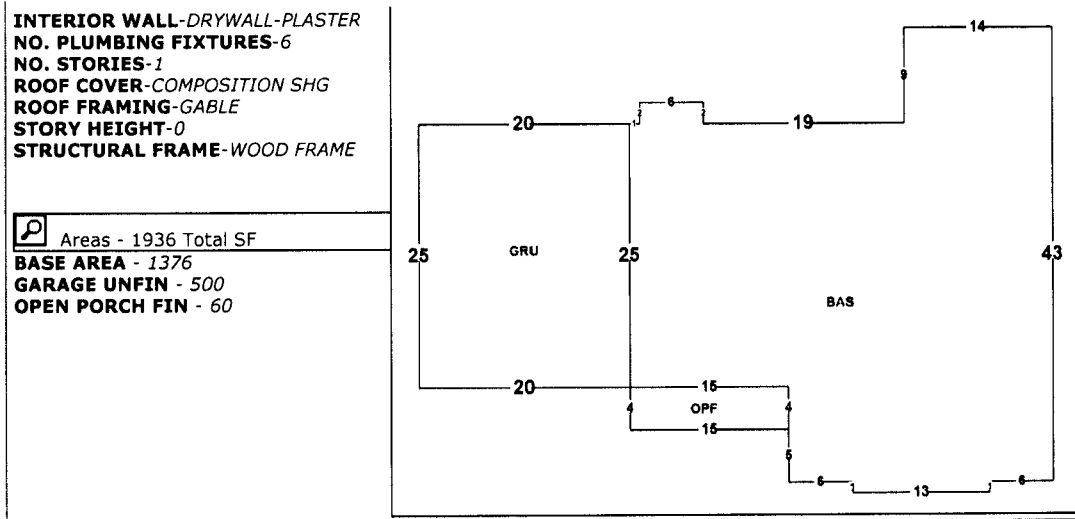 INTERIOR WALL-DRYWALL-PLASTER
NO. PLUMBING FIXTURES-6
NO. STORIES-1
ROOF COVER-COMPOSITION SHG
ROOF FRAMING-GABLE
STORY HEIGHT-0
STRUCTURAL FRAME-WOOD FRAME
Areas - 1936 Total SF
BASE AREA - 1376
GARAGE UNFIN - 500
OPEN PORCH FIN - 60
14
9
6
20 1 2 2 19
25 GRU 25 43
BAS
20 15
4 OPF 4
15
5
6 6
13